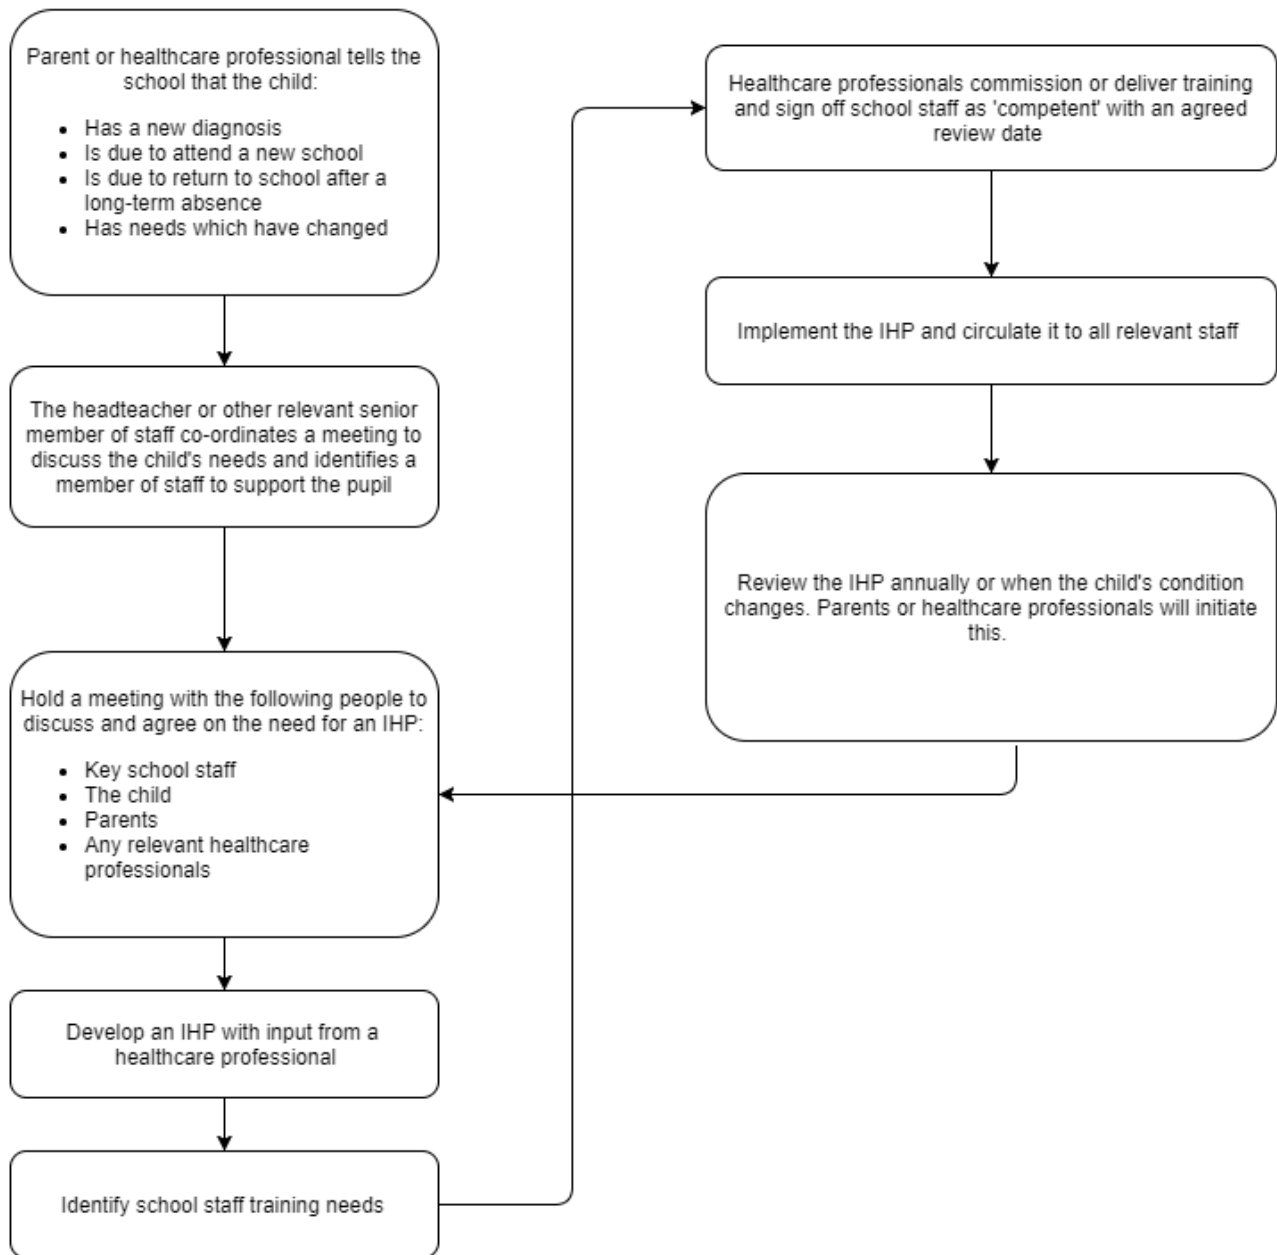 Parent or healthcare professional tells the
school that the child:
• Has a new diagnosis
• Is due to attend a new school
• Is due to return to school after a
long-term absence
• Has needs which have changed
The headteacher or other relevant senior
member of staff co-ordinates a meeting to
discuss the child's needs and identifies a
member of staff to support the pupil
Hold a meeting with the following people to
discuss and agree on the need for an IHP:
• Key school staff
• The child
• Parents
• Any relevant healthcare
professionals
Develop an IHP with input from a
healthcare professional
Identify school staff training needs
Healthcare professionals commission or deliver training
and sign off school staff as 'competent' with an agreed
review date
Implement the IHP and circulate it to all relevant staff
Review the IHP annually or when the child's condition
changes. Parents or healthcare professionals will initiate
this.